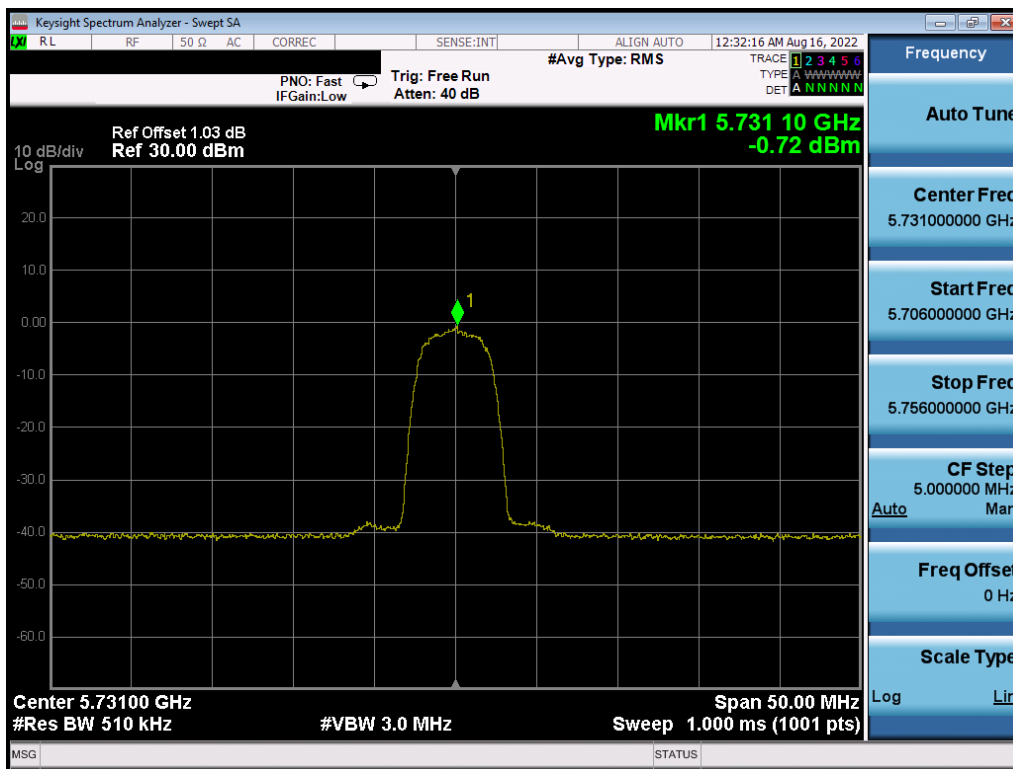 Keysight Spectrum Analyzer - Swept SA
LXI RL RF 50 Ω AC CORREC SENSE:INT ALIGN AUTO 12:32:16 AM Aug 16, 2022
#Avg Type: RMS
TRACE 1 2 3 4 5 6
PNO: Fast Trig: Free Run TYPE A WWWWW
IFGain:Low Atten: 40 dB DET A N N N N N
Mkr1 5.731 10 GHz
-0.72 dBm
Ref Offset 1.03 dB
10 dB/div Ref 30.00 dBm
Log
20.0
10.0
1
0.00
-10.0
-20.0
-30.0
-40.0
-50.0
-60.0
Center 5.73100 GHz Span 50.00 MHz
#Res BW 510 kHz #VBW 3.0 MHz Sweep 1.000 ms (1001 pts)
MSG STATUS
Frequency
Auto Tune
Center Freq
5.731000000 GHz
Start Freq
5.706000000 GHz
Stop Freq
5.756000000 GHz
CF Step
5.000000 MHz
Auto Man
Freq Offset
0 Hz
Scale Type
Log Lin